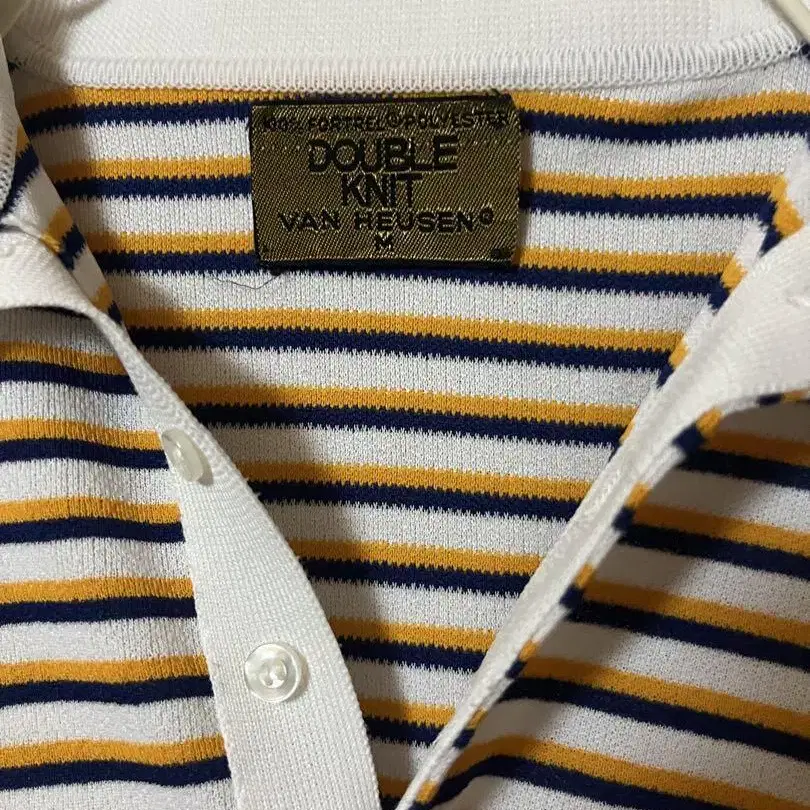 100% FORTREL® POLYESTER
DOUBLE
KNIT
VAN HEUSEN®
M